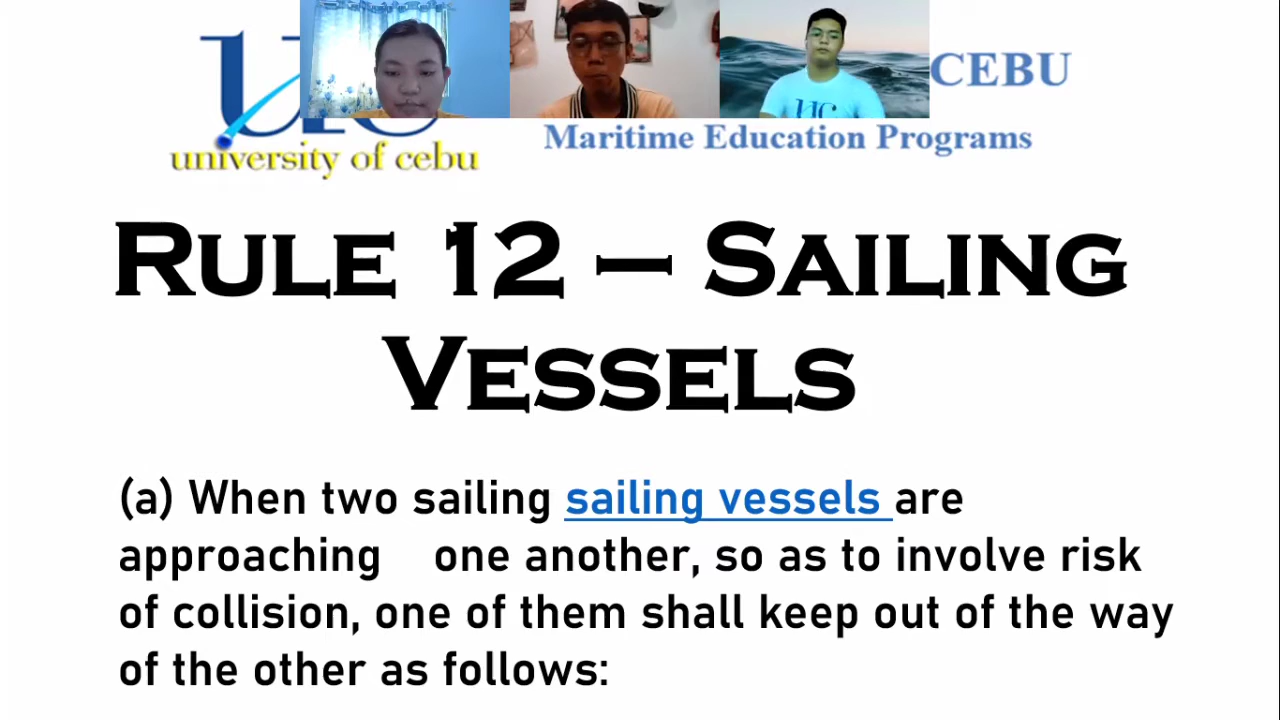 UC
CEBU
university of cebu
Maritime Education Programs
UC
RULE 12 – SAILING
VESSELS
(a) When two sailing sailing vessels are
approaching one another, so as to involve risk
of collision, one of them shall keep out of the way
of the other as follows: